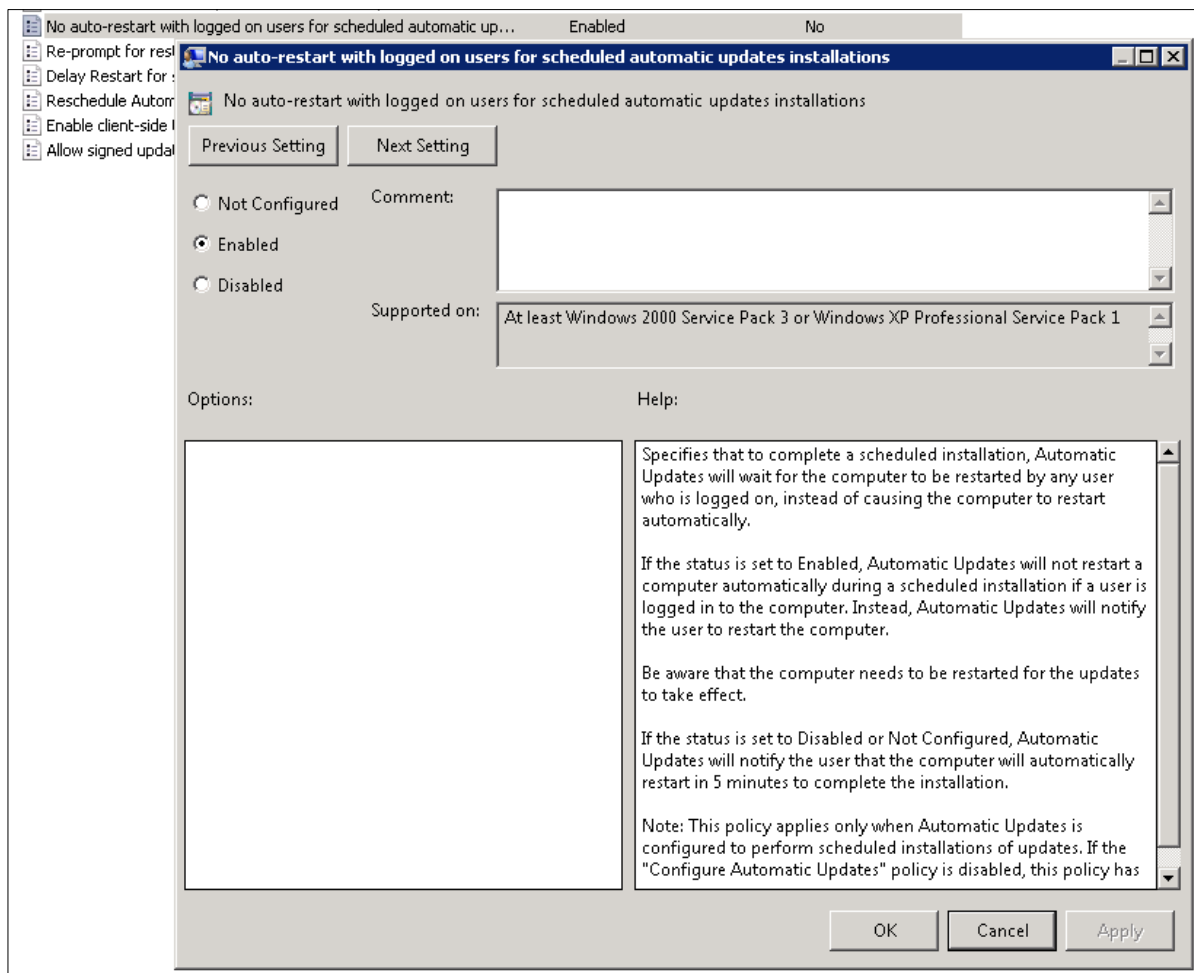 No auto-restart with logged on users for scheduled automatic up... Enabled No
Re-prompt for res
Delay Restart for
Reschedule Autom
Enable client-side
Allow signed updat
No auto-restart with logged on users for scheduled automatic updates installations
No auto-restart with logged on users for scheduled automatic updates installations
Previous Setting Next Setting
Not Configured
Enabled
Disabled
Comment:
Supported on:
At least Windows 2000 Service Pack 3 or Windows XP Professional Service Pack 1
Options:
Help:
Specifies that to complete a scheduled installation, Automatic
Updates will wait for the computer to be restarted by any user
who is logged on, instead of causing the computer to restart
automatically.
If the status is set to Enabled, Automatic Updates will not restart a
computer automatically during a scheduled installation if a user is
logged in to the computer. Instead, Automatic Updates will notify
the user to restart the computer.
Be aware that the computer needs to be restarted for the updates
to take effect.
If the status is set to Disabled or Not Configured, Automatic
Updates will notify the user that the computer will automatically
restart in 5 minutes to complete the installation.
Note: This policy applies only when Automatic Updates is
configured to perform scheduled installations of updates. If the
"Configure Automatic Updates" policy is disabled, this policy has
OK Cancel Apply